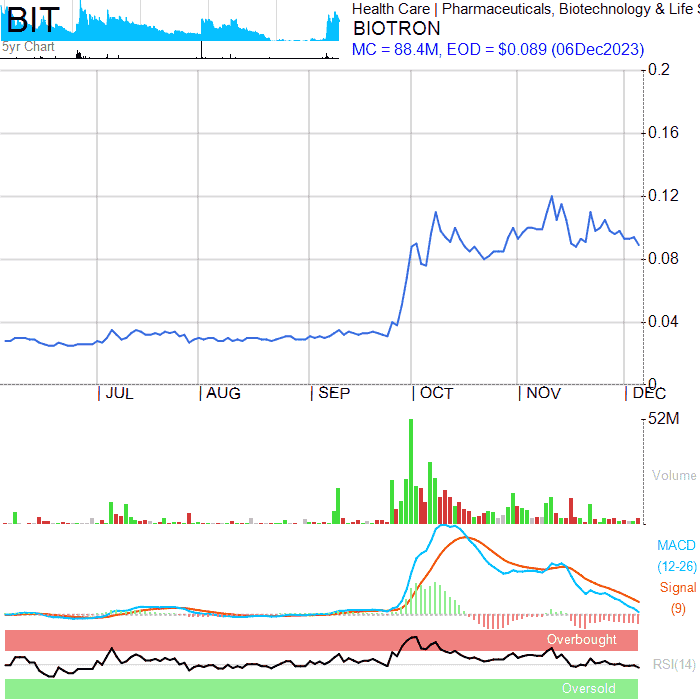 BIT
5yr Chart
Health Care | Pharmaceuticals, Biotechnology & Life S
BIOTRON
MC = 88.4M, EOD = $0.089 (06Dec2023)
0.2
0.16
0.12
0.08
0.04
0
JUL AUG SEP OCT NOV DEC
52M
Volume
MACD
(12-26)
Signal
(9)
Overbought
RSI(14)
Oversold